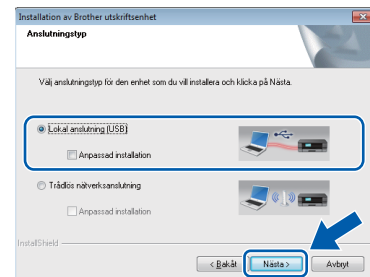 Installation av Brother utskriftsenhet
Anslutningstyp
Välj anslutningstyp för den enhet som du vill installera och klicka på Nästa.
Lokal anslutning (USB)
Anpassad installation
Trådlös nätverksanslutning
Anpassad installation
InstallShield
< Bakåt
Nästa >
Avbryt